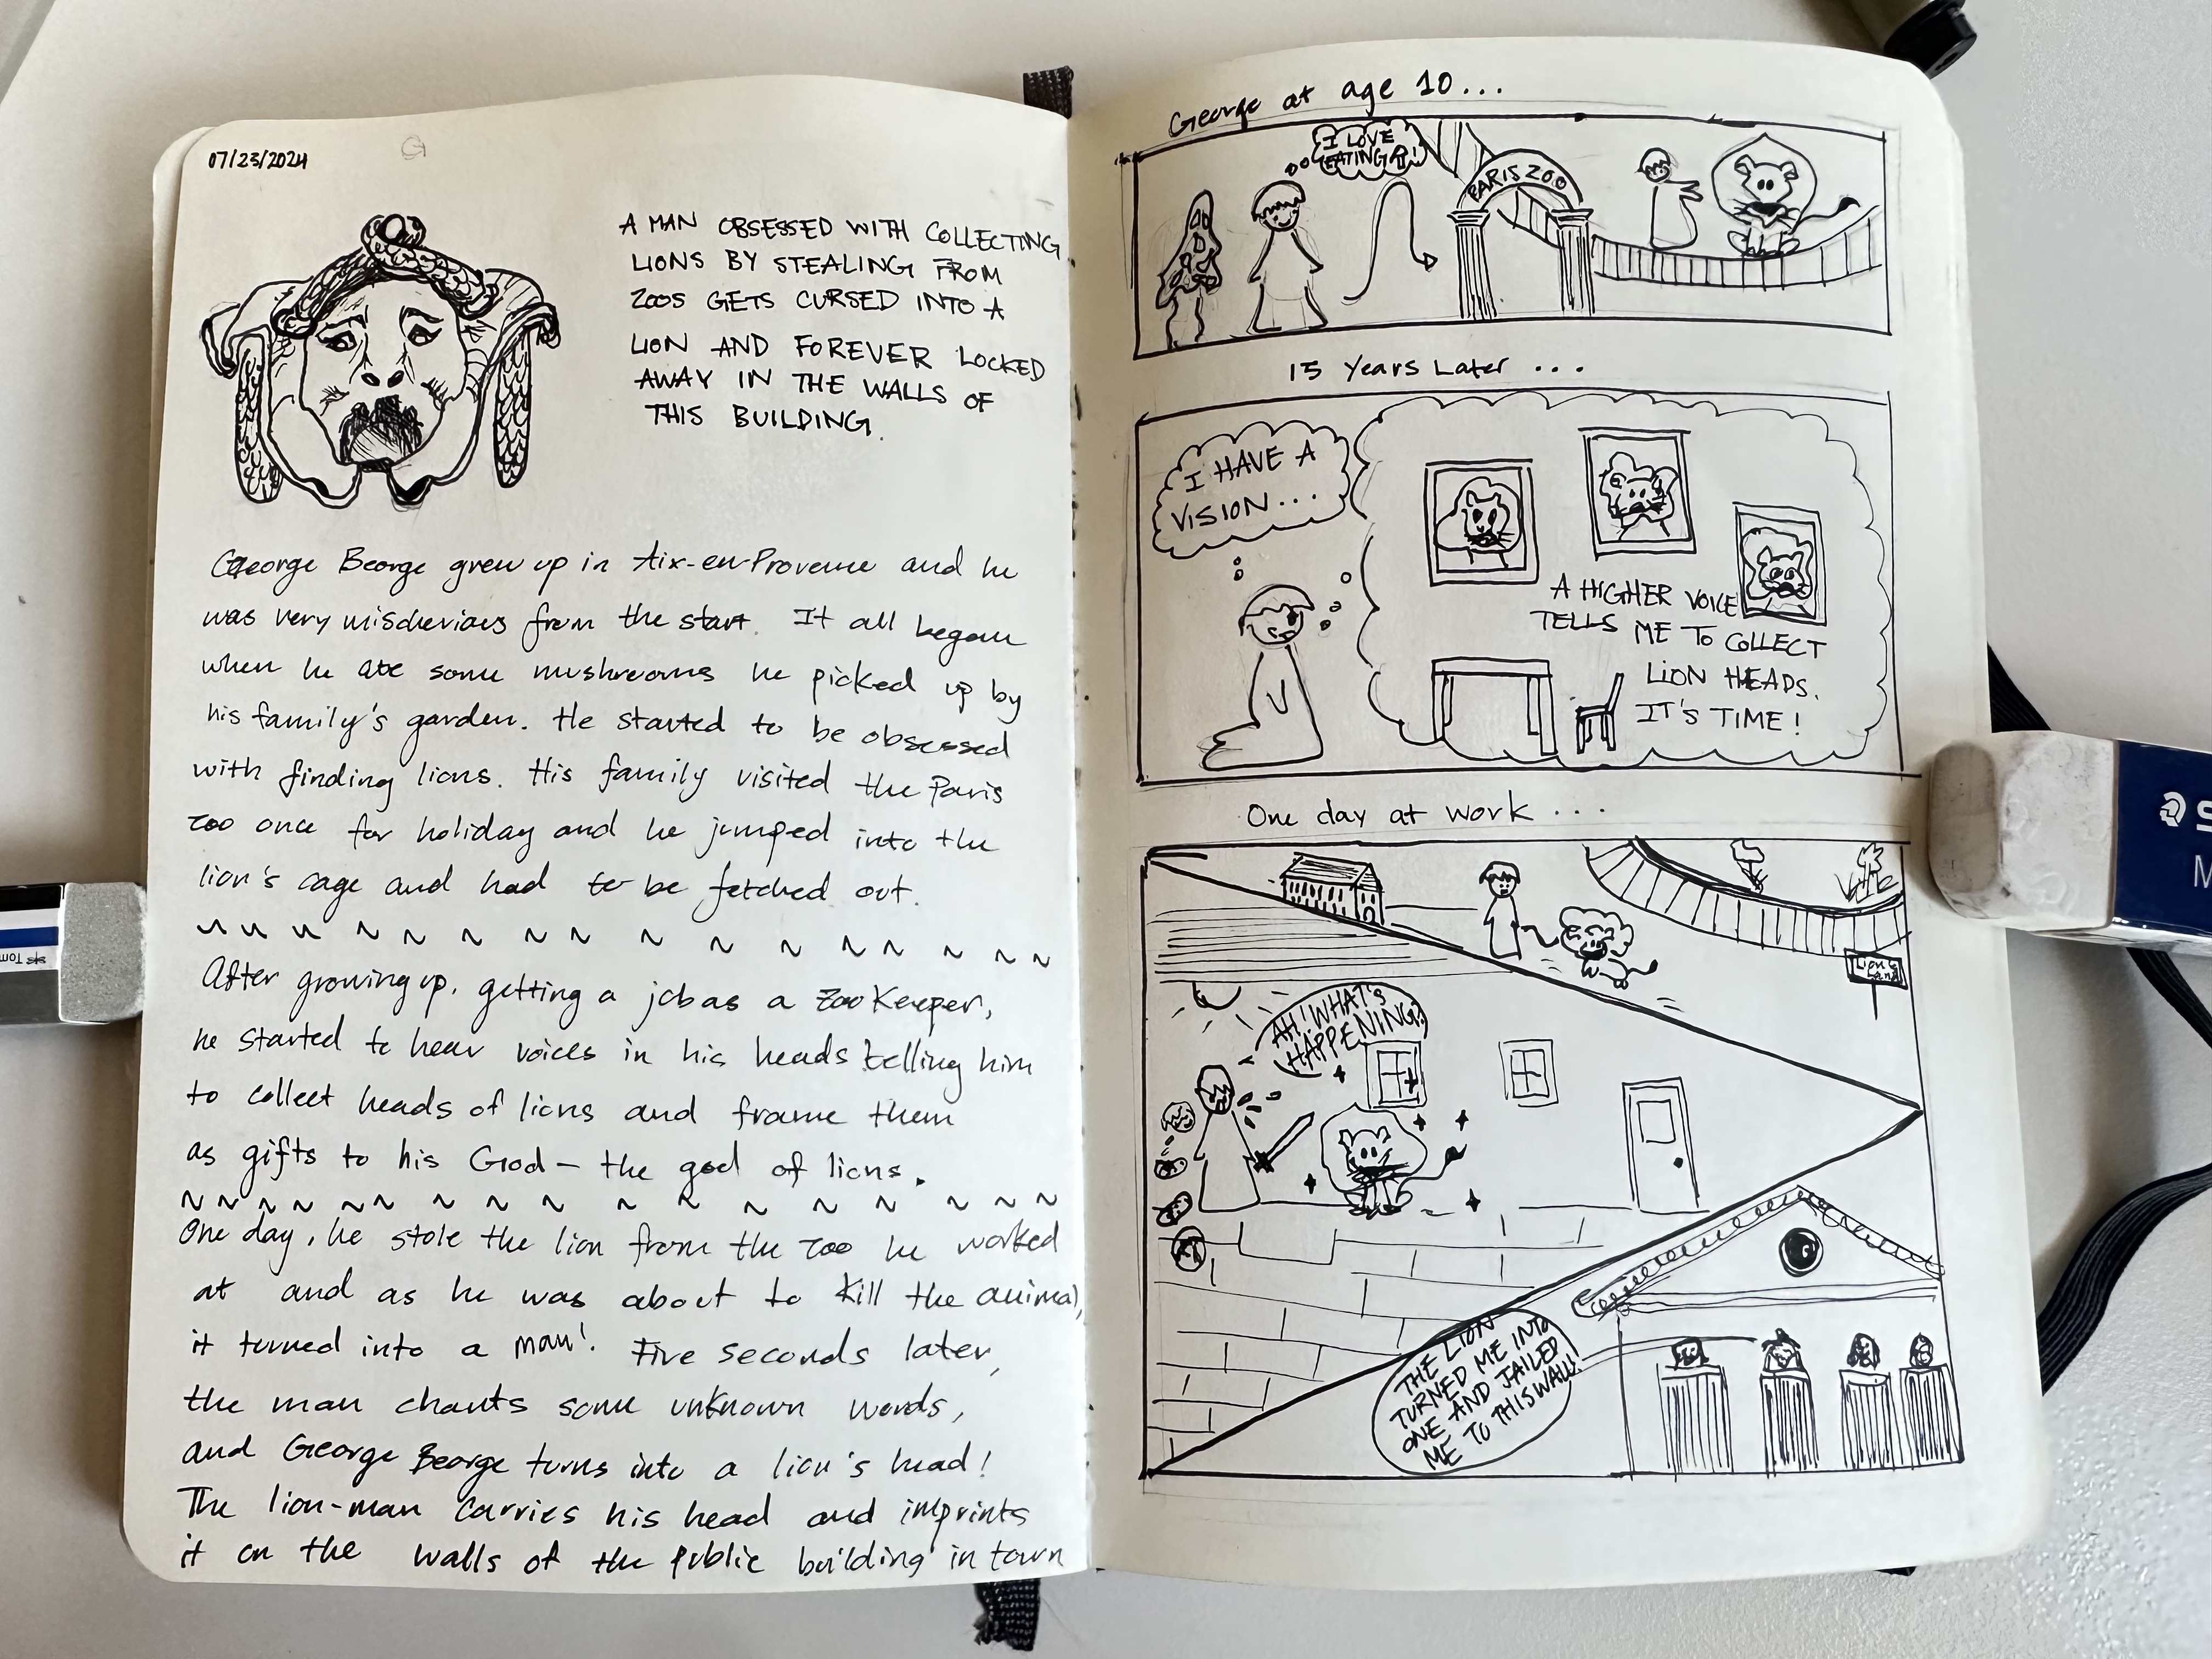 07/23/2024
G
A MAN OBSESSED WITH COLLECTING
LIONS BY STEALING FROM
ZOOS GETS CURSED INTO A
LION AND FOREVER LOCKED
AWAY IN THE WALLS OF
THIS BUILDING.
George Beorge grew up in Aix-en-Provence and he
was very mischevious from the start. It all began
when he ate some mushrooms he picked up by
his family's garden. He started to be obsessed
with finding lions. His family visited the Paris
zoo once for holiday and he jumped into the
lion's cage and had to be fetched out.
After growing up, getting a job as a zoo keeper,
he started to hear voices in his heads telling him
to collect heads of lions and frame them
as gifts to his God - the god of lions.
One day, he stole the lion from the zoo he worked
at and as he was about to kill the animal,
it turned into a man! Five seconds later,
the man chants some unknown words,
and George Beorge turns into a lion's head!
The lion-man carries his head and imprints
it on the walls of the public building in town
George at age 10...
I LOVE
EATING
PARIS ZOO
15 Years Later ...
I HAVE A
VISION...
A HIGHER VOICE
TELLS ME TO COLLECT
LION HEADS.
IT'S TIME!
One day at work ...
LION
LAND
AH! WHAT'S
HAPPENING?
THE LION
TURNED ME INTO
ONE AND JAILED
ME TO THIS WALL!
Tom
S
M